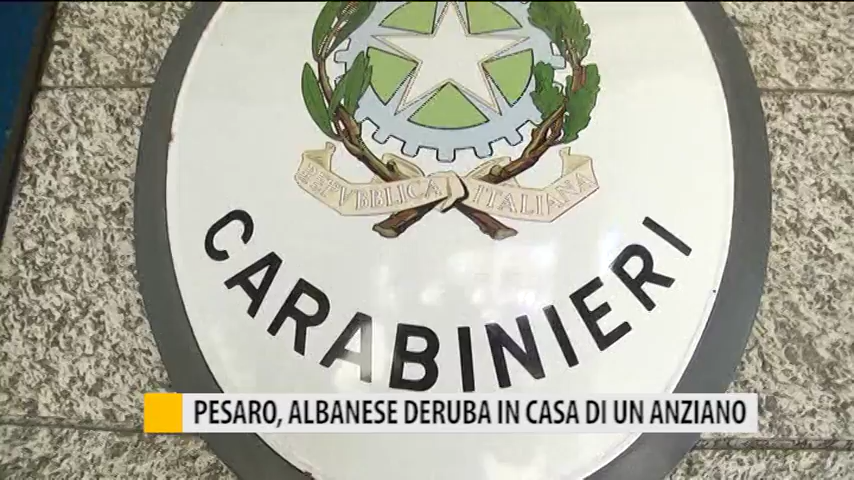 REPVBBLICA ITALIANA
CARABINIERI
PESARO, ALBANESE DERUBA IN CASA DI UN ANZIANO